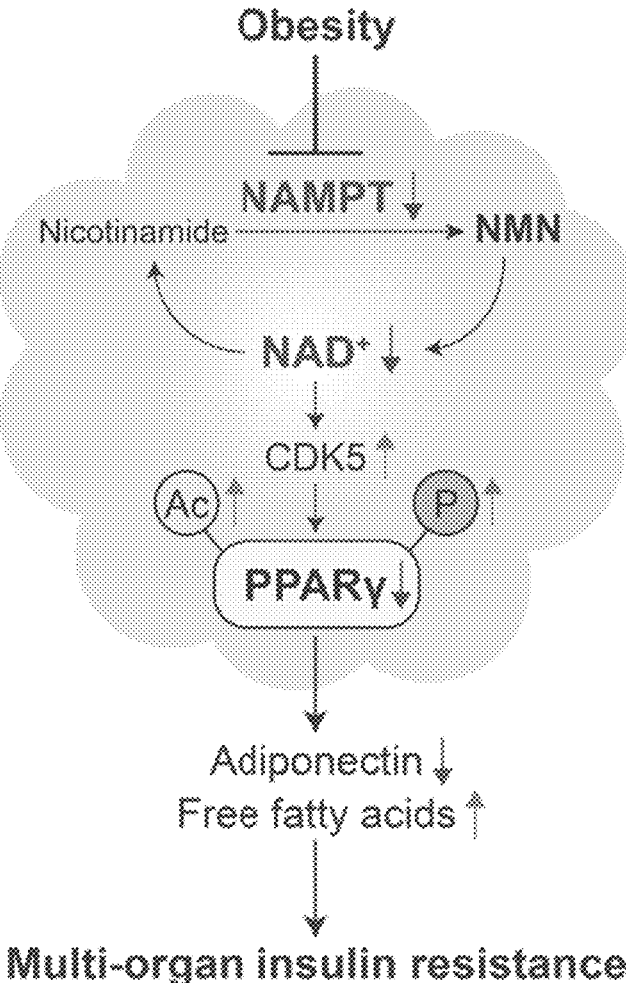 Obesity
NAMPT ↓
Nicotinamide → NMN
NAD⁺ ↓
CDK5 ↑
Ac ↑ P ↑
PPARγ ↓
Adiponectin ↓
Free fatty acids ↑
Multi-organ insulin resistance